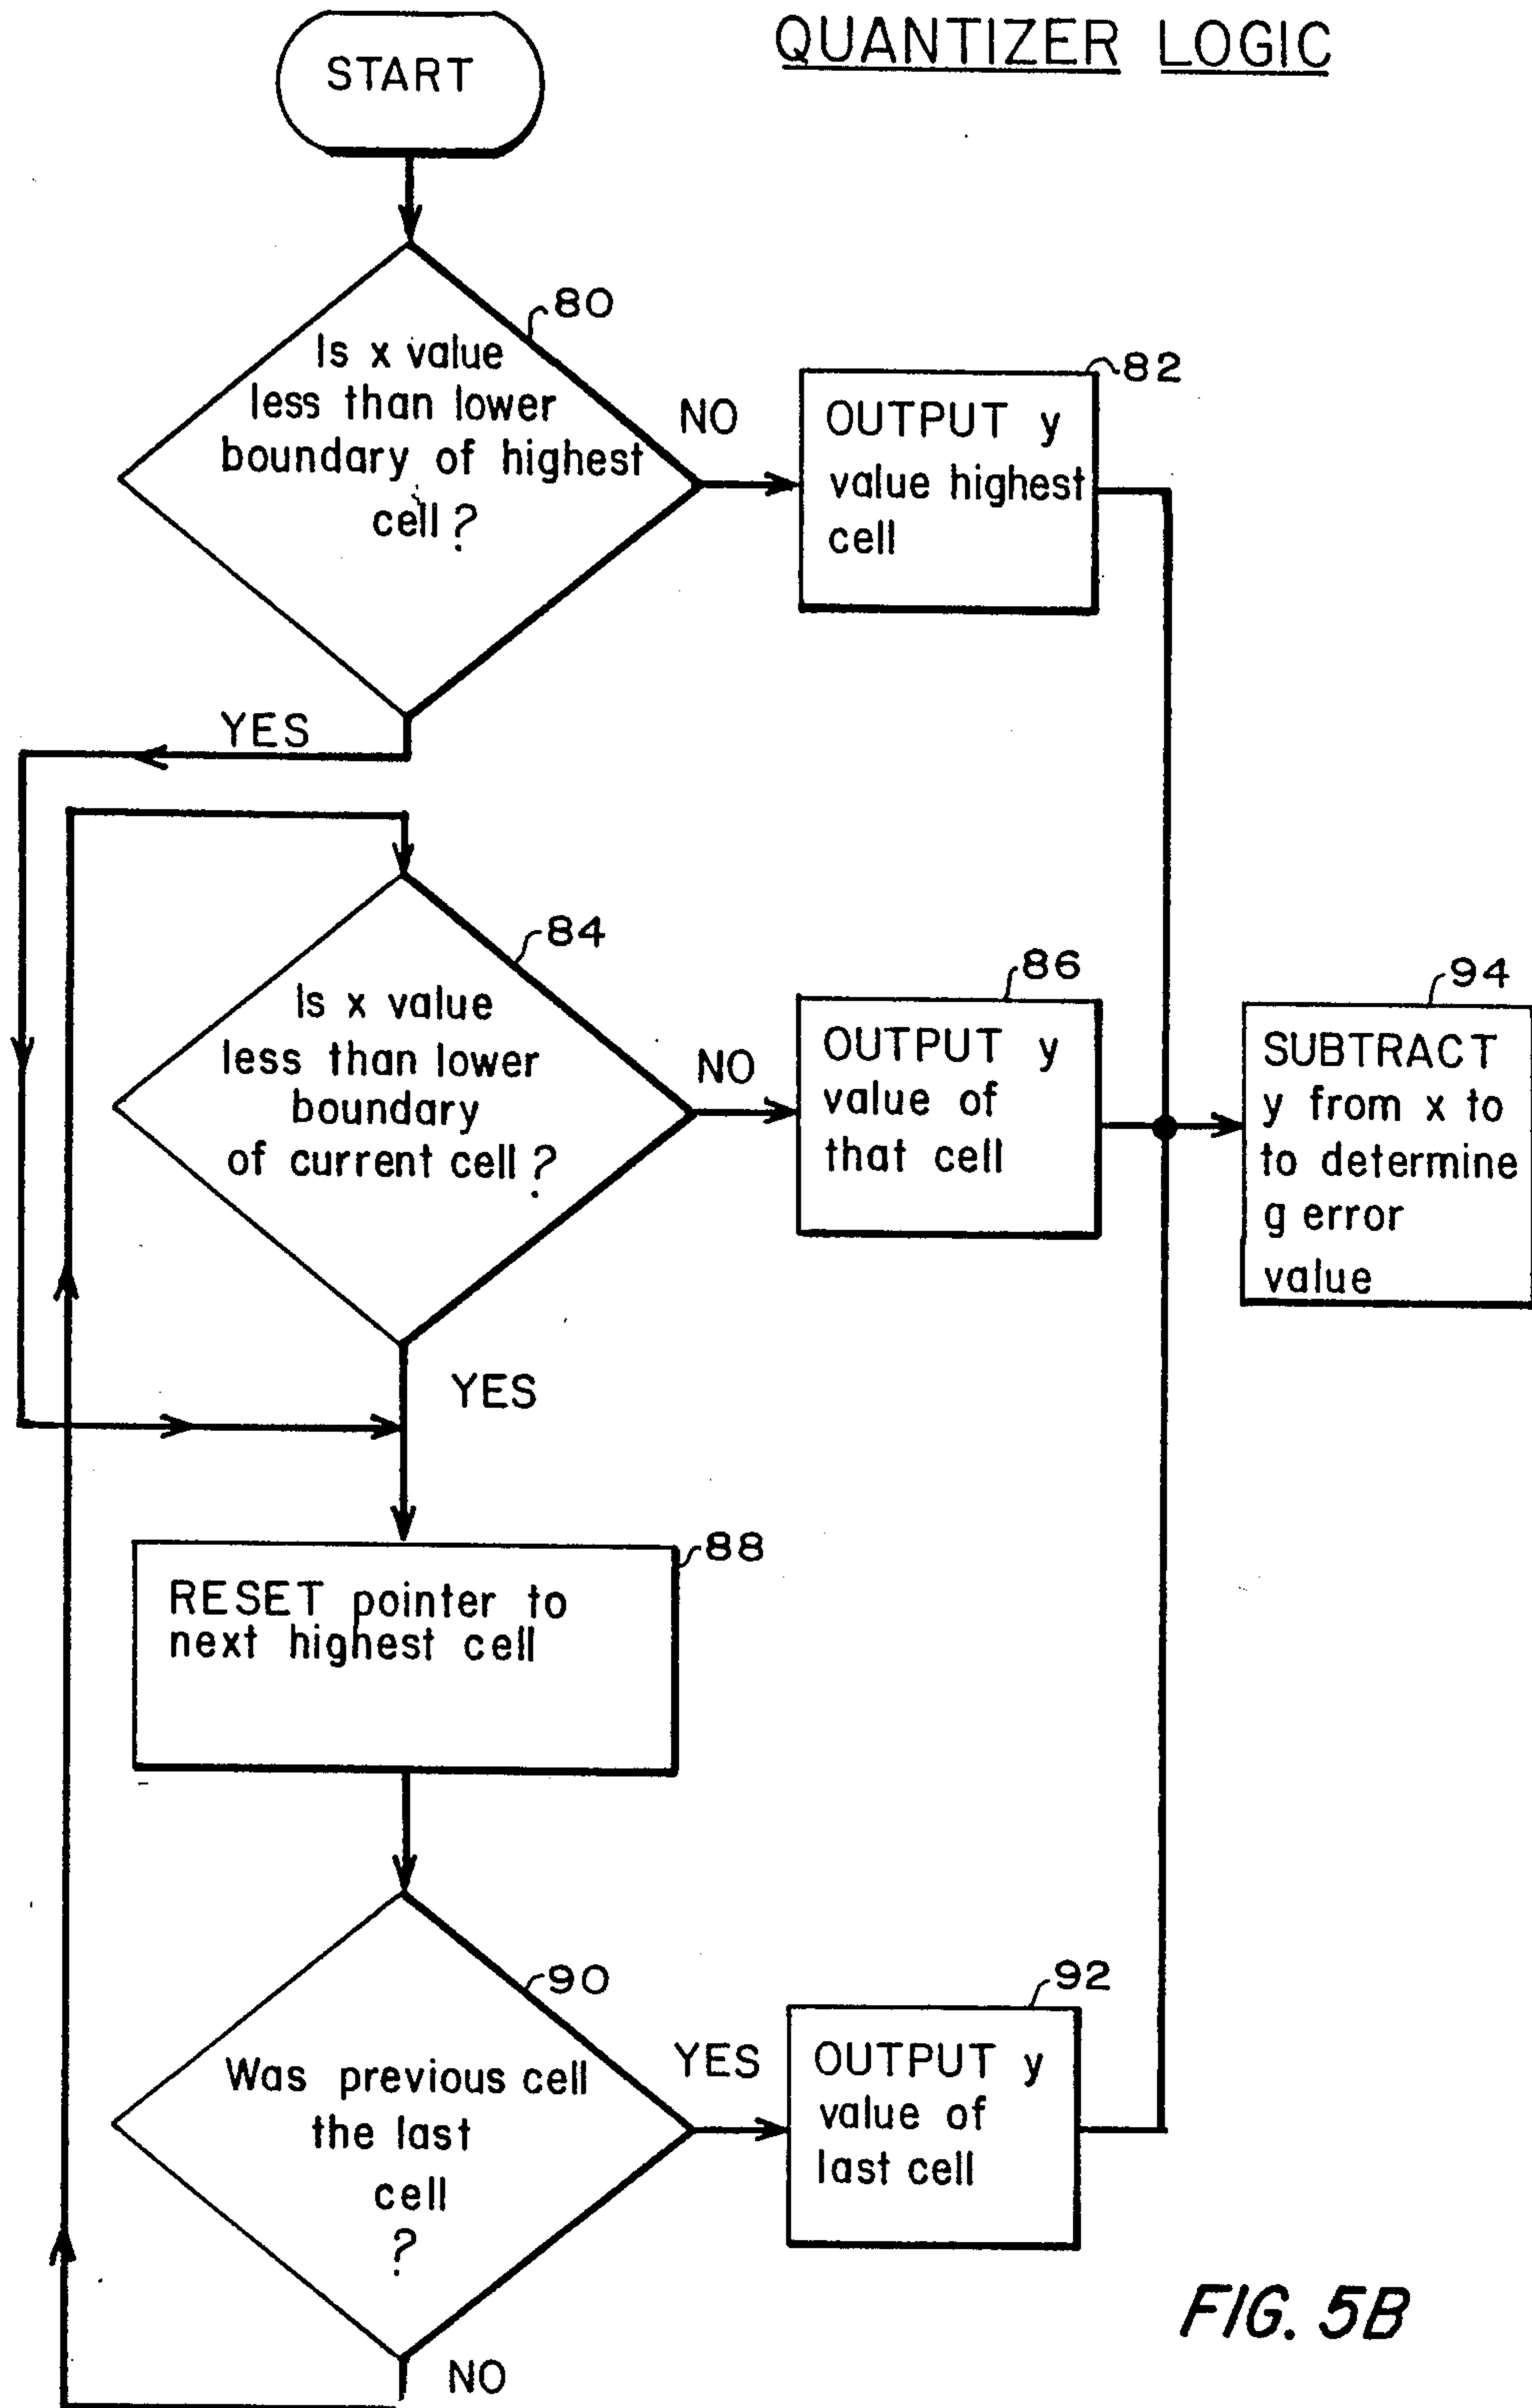 QUANTIZER LOGIC
START
80
Is x value
less than lower
boundary of highest
cell?
NO
82
OUTPUT y
value highest
cell
YES
84
Is x value
less than lower
boundary
of current cell?
NO
86
OUTPUT y
value of
that cell
94
SUBTRACT
y from x to
to determine
g error
value
YES
88
RESET pointer to
next highest cell
90
Was previous cell
the last
cell
?
YES
92
OUTPUT y
value of
last cell
NO
FIG. 5B